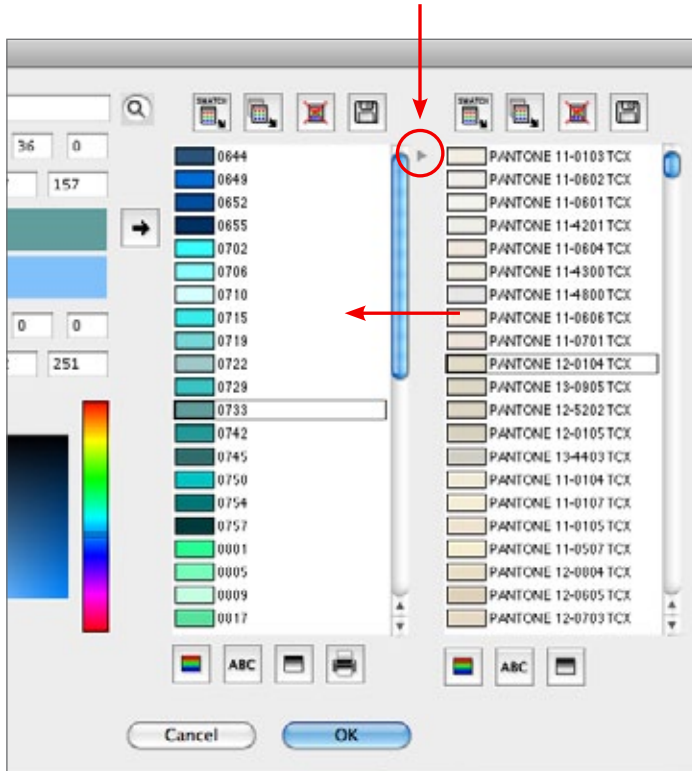 SWATCH
SWATCH
36 0
157
0 0
251
0644
0649
0652
0655
0702
0706
0710
0715
0719
0722
0729
0733
0742
0745
0750
0754
0757
0801
0805
0809
0817
PANTONE 11-0103 TCX
PANTONE 11-0602 TCX
PANTONE 11-0601 TCX
PANTONE 11-4201 TCX
PANTONE 11-0604 TCX
PANTONE 11-4300 TCX
PANTONE 11-4800 TCX
PANTONE 11-0606 TCX
PANTONE 11-0701 TCX
PANTONE 12-0104 TCX
PANTONE 13-0905 TCX
PANTONE 12-5202 TCX
PANTONE 12-0105 TCX
PANTONE 13-4403 TCX
PANTONE 11-0104 TCX
PANTONE 11-0107 TCX
PANTONE 11-0105 TCX
PANTONE 11-0507 TCX
PANTONE 12-0804 TCX
PANTONE 12-0605 TCX
PANTONE 12-0703 TCX
ABC
ABC
Cancel
OK